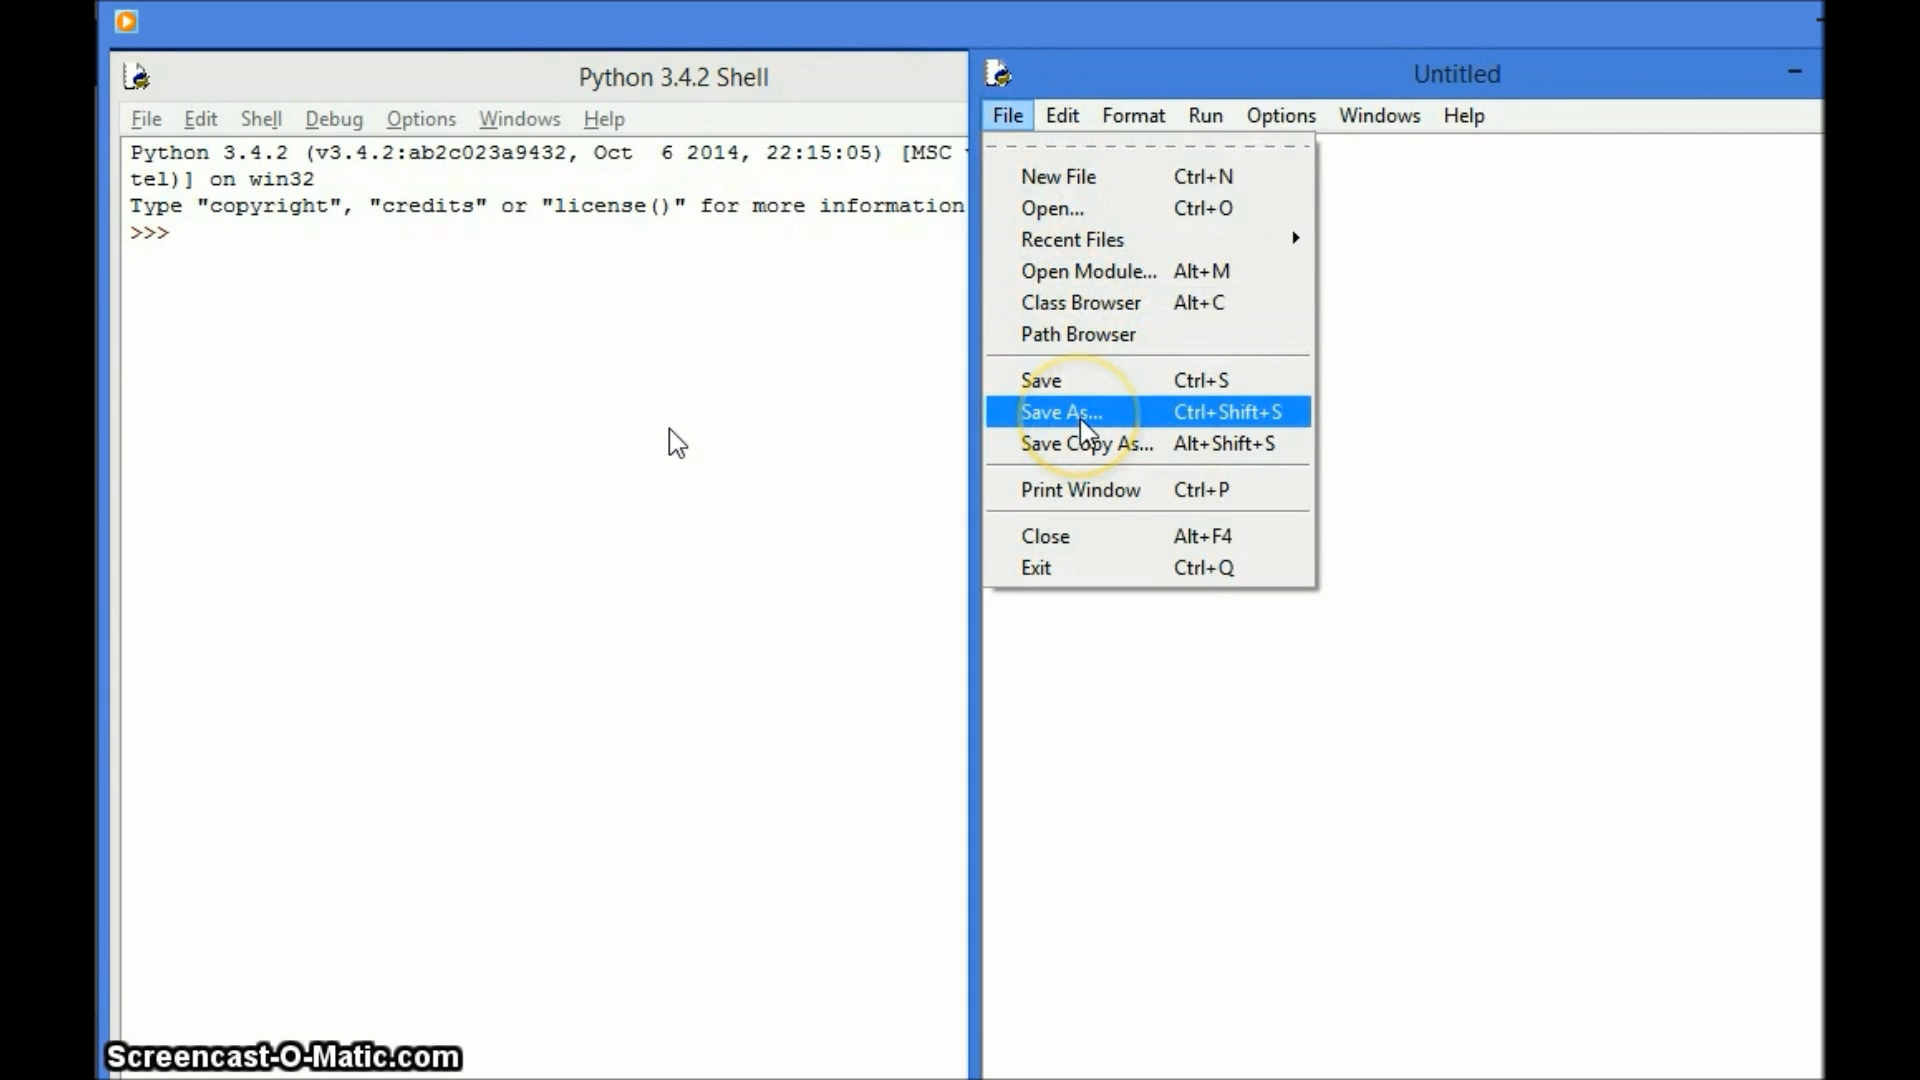 Python 3.4.2 Shell
File Edit Shell Debug Options Windows Help
Python 3.4.2 (v3.4.2:ab2c023a9432, Oct  6 2014, 22:15:05) [MSC
tel)] on win32
Type "copyright", "credits" or "license()" for more information
>>>
Untitled
File Edit Format Run Options Windows Help
New File Ctrl+N
Open... Ctrl+O
Recent Files
Open Module... Alt+M
Class Browser Alt+C
Path Browser
Save Ctrl+S
Save As... Ctrl+Shift+S
Save Copy As... Alt+Shift+S
Print Window Ctrl+P
Close Alt+F4
Exit Ctrl+Q
Screencast-O-Matic.com